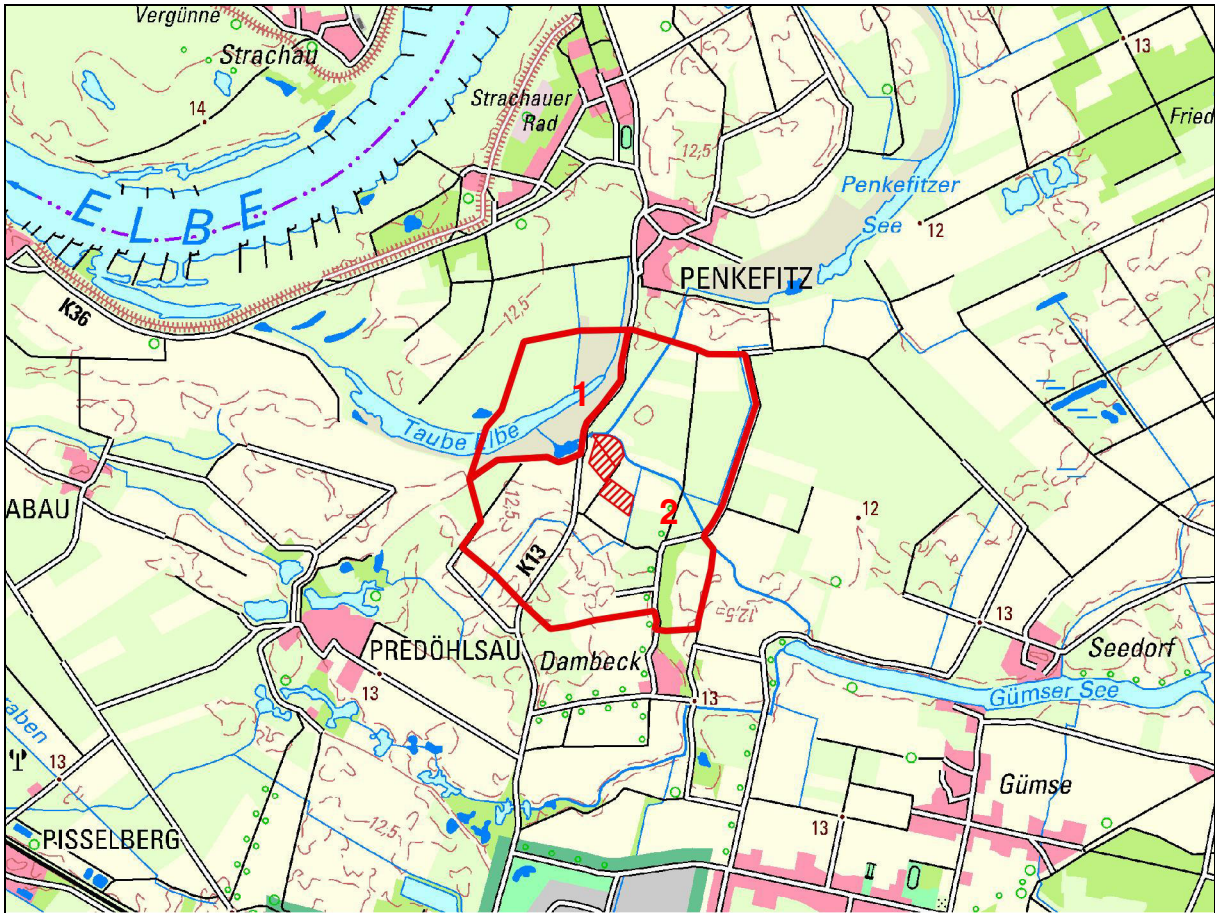 Vergünne
Strachau
14
Strachauer
Rad
13
Fried
12,5
Penkefitzer
See
12
ELBE
PENKEFITZ
K36
12,5
1
Taube Elbe
ABAU
12,5
2
12
K13
12,5
13
PREDÖHLSAU
Dambeck
Seedorf
13
13
Gümser See
raben
13
Gümse
12,5
13
PISSELBERG